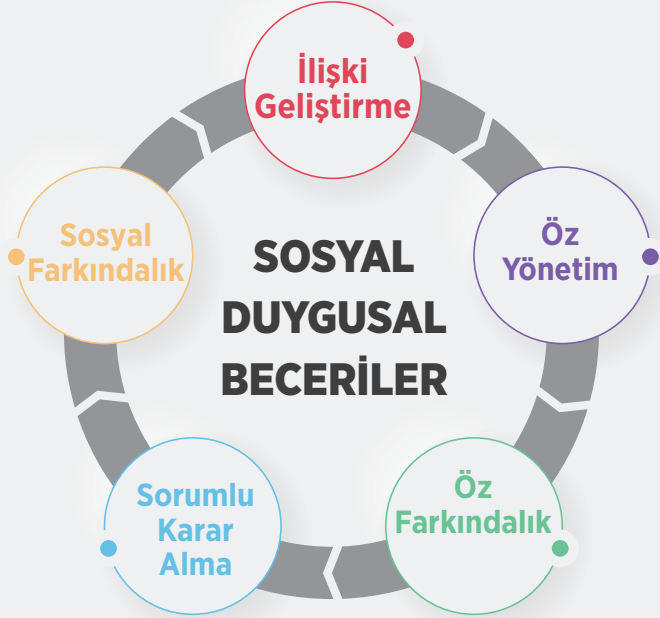 İlişki
Geliştirme
Sosyal
Farkındalık
Öz
Yönetim
SOSYAL
DUYGUSAL
BECERİLER
Sorumlu
Karar
Alma
Öz
Farkındalık